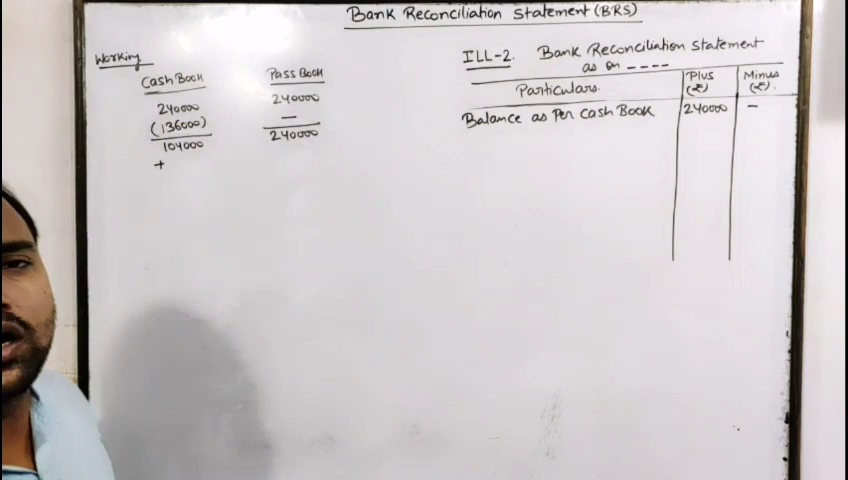 Bank Reconciliation Statement (BRS)
Working
Cash Book
240000
(136000)
104000
+
Pass Book
240000
—
240000
ILL-2. Bank Reconciliation Statement
as on ----
Particulars. Plus (₹) Minus (₹).
Balance as Per Cash Book 240000 —